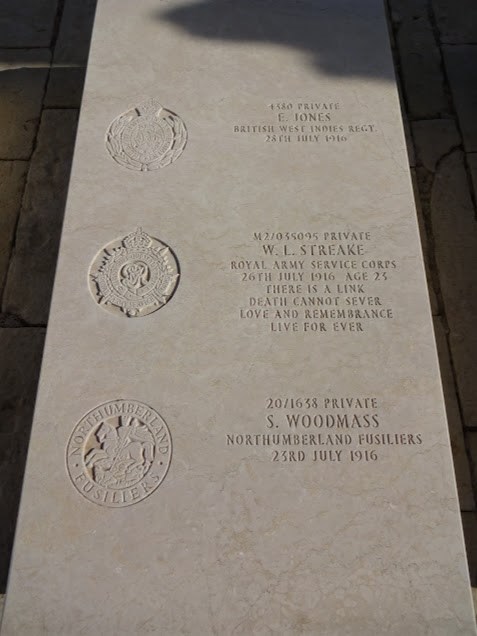 4380 PRIVATE
E. JONES
BRITISH WEST INDIES REGT.
28TH JULY 1916
M2/035095 PRIVATE
W. L. STREAKE
ROYAL ARMY SERVICE CORPS
26TH JULY 1916 AGE 23
THERE IS A LINK
DEATH CANNOT SEVER
LOVE AND REMEMBRANCE
LIVE FOR EVER
20/1638 PRIVATE
S. WOODMASS
NORTHUMBERLAND FUSILIERS
23RD JULY 1916
NORTHUMBERLAND
FUSILIERS